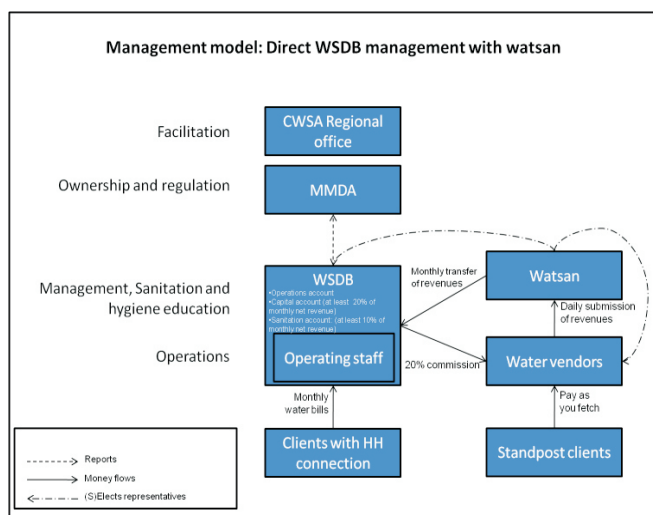 Management model: Direct WSDB management with watsan
Facilitation
CWSA Regional
office
Ownership and regulation
MMDA
Management, Sanitation and
hygiene education
WSDB
•Operations account
•Capital account (at least 20% of
monthly net revenue)
•Sanitation account: (at least 10% of
monthly net revenue)
Monthly transfer
of revenues
Watsan
Daily submission
of revenues
Operations
Operating staff
20% commission
Water vendors
Monthly
water bills
Pay as
you fetch
Clients with HH
connection
Standpost clients
Reports
Money flows
(S)Elects representatives